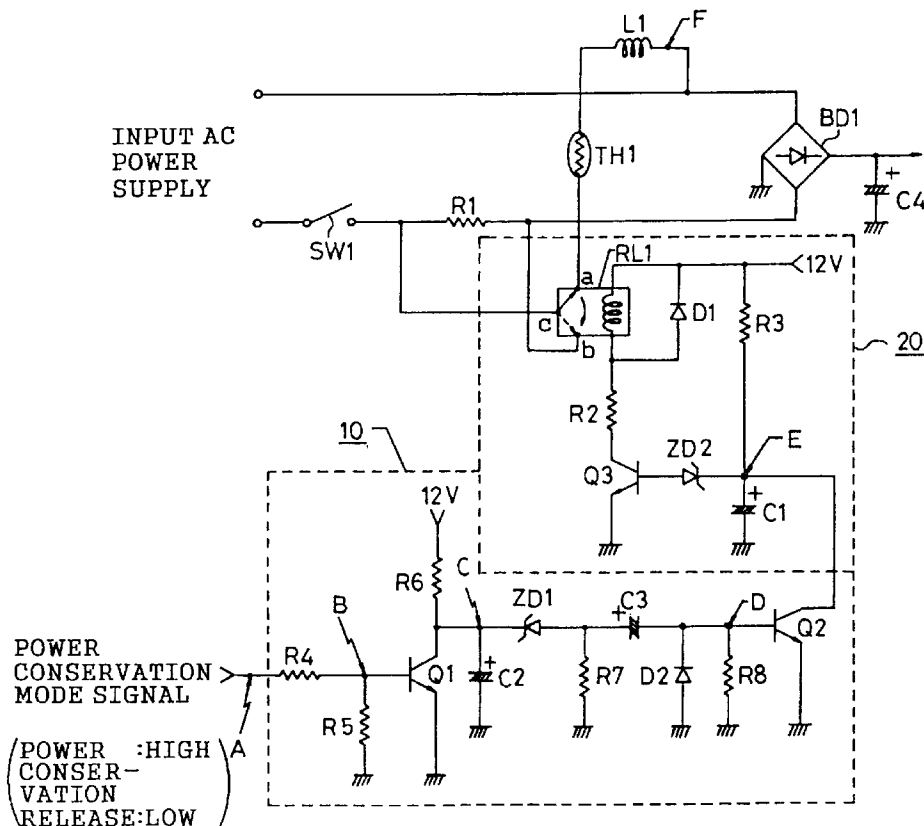 L1
F
INPUT AC
POWER
SUPPLY
TH1
BD1
+
C4
SW1
R1
RL1
a
c
b
12V
D1
R3
20
R2
10
ZD2
E
Q3
+
C1
12V
R6
C
ZD1
+
C3
D
Q2
B
POWER
CONSERVATION
MODE SIGNAL
R4
Q1
+
C2
R7
D2
R8
R5
A
POWER :HIGH
CONSER-
VATION
RELEASE:LOW